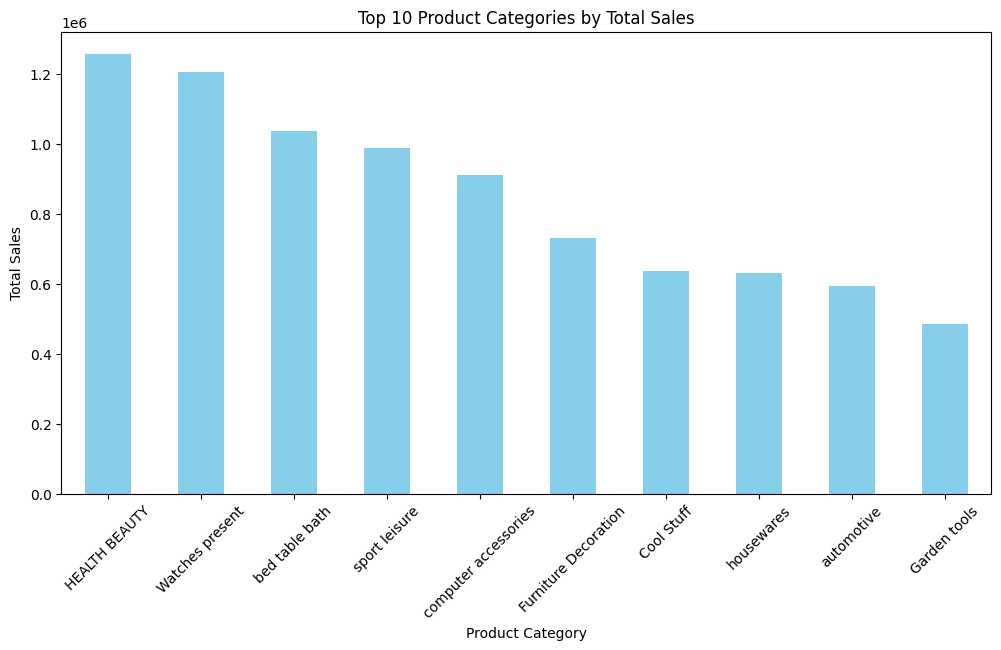 Top 10 Product Categories by Total Sales
1e6
1.2
1.0
0.8
0.6
0.4
0.2
0.0
Total Sales
HEALTH BEAUTY
Watches present
bed table bath
sport leisure
computer accessories
Furniture Decoration
Cool Stuff
housewares
automotive
Garden tools
Product Category